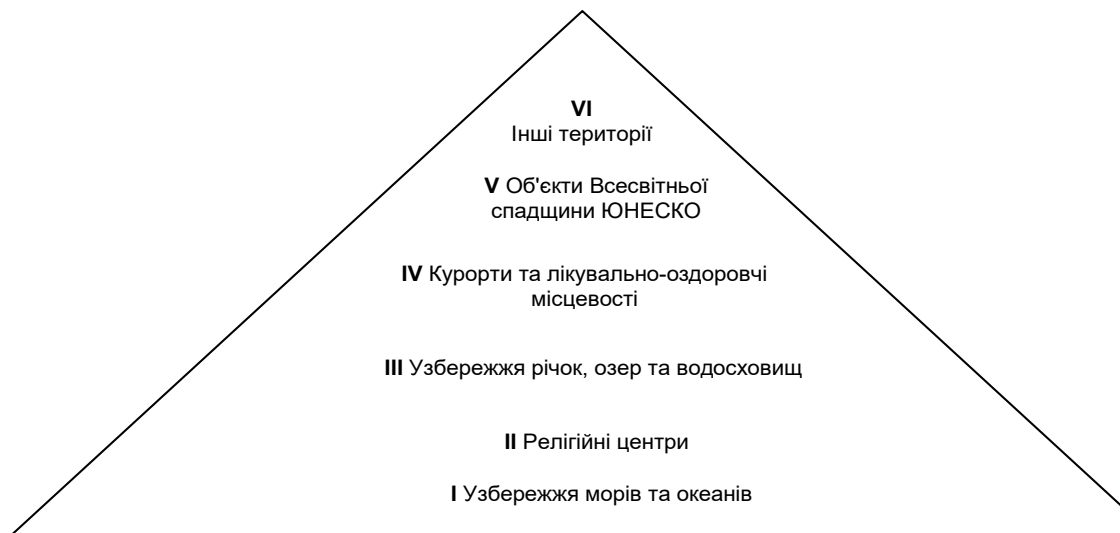 VI
Інші території
V Об'єкти Всесвітньої
спадщини ЮНЕСКО
IV Курорти та лікувально-оздоровчі
місцевості
III Узбережжя річок, озер та водосховищ
II Релігійні центри
I Узбережжя морів та океанів